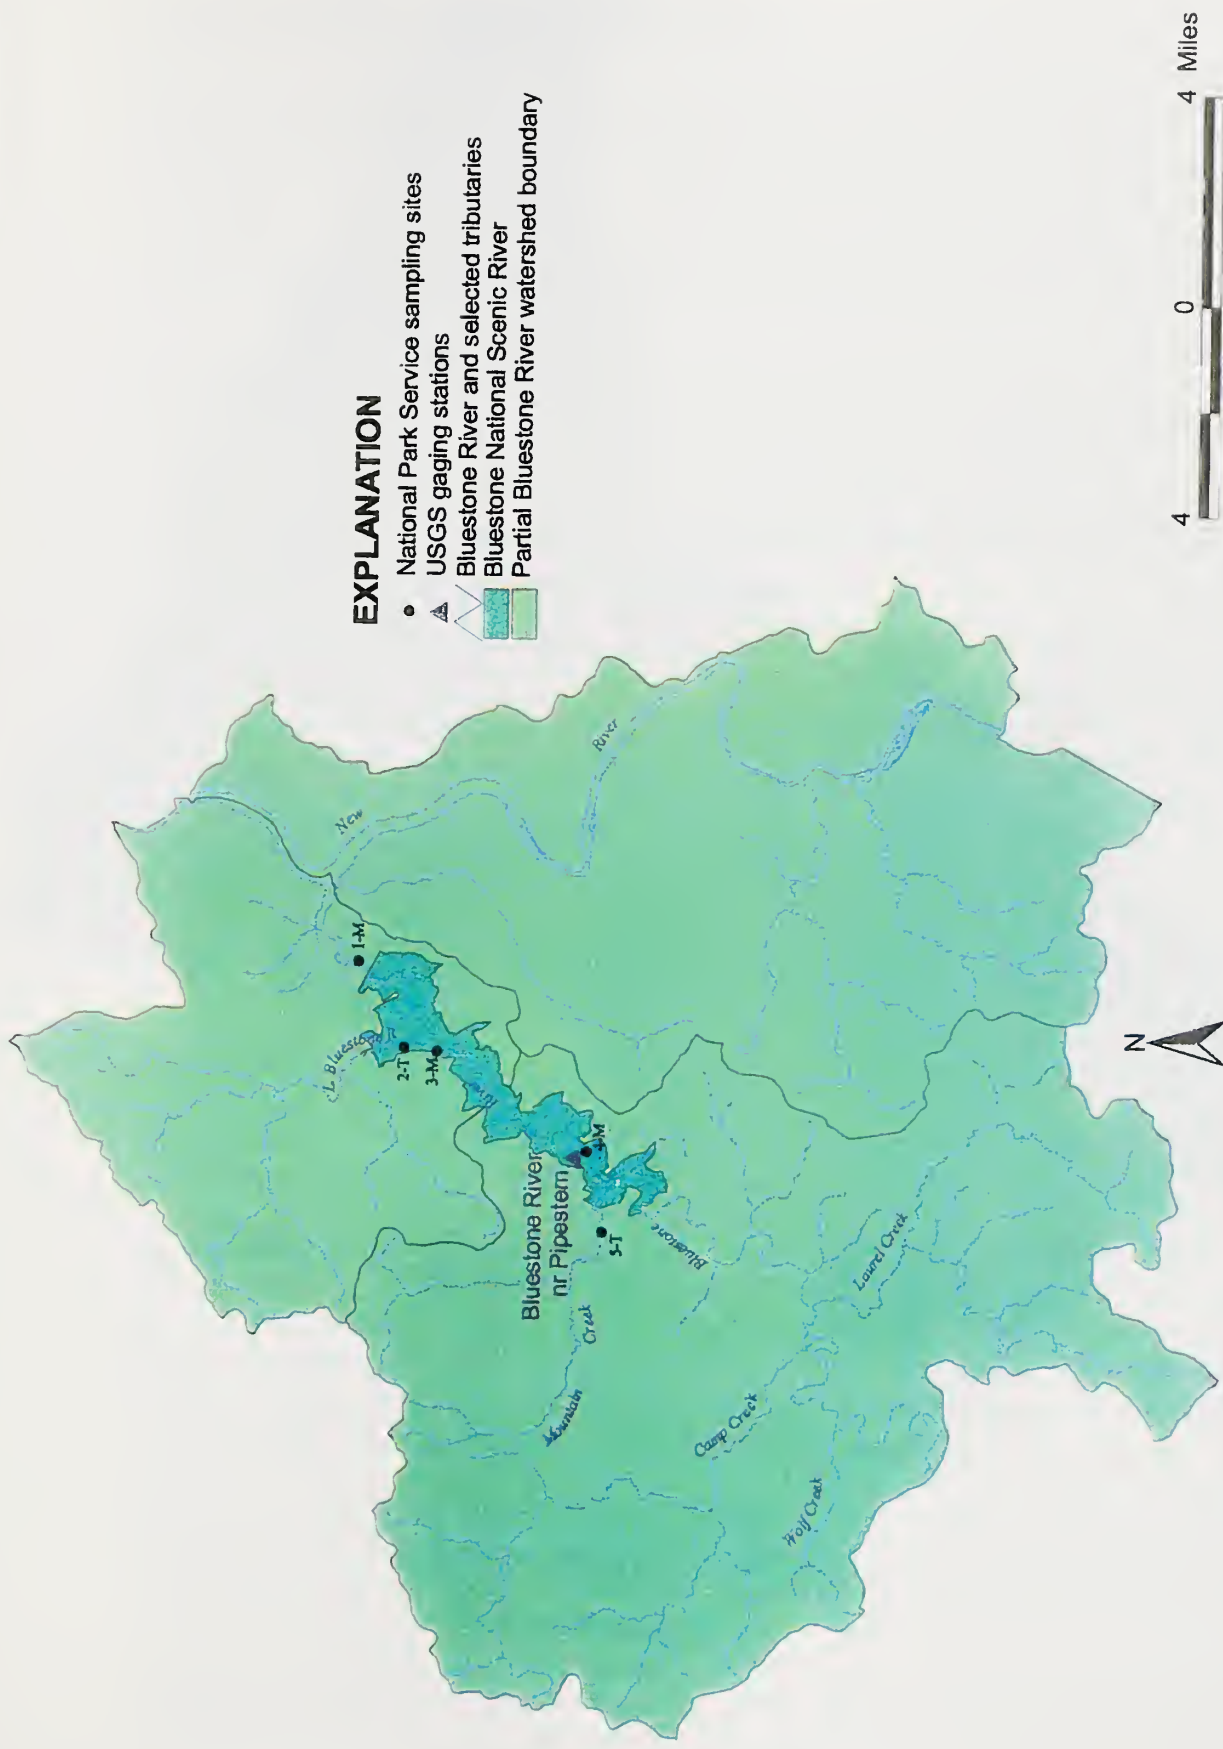 EXPLANATION
National Park Service sampling sites
USGS gaging stations
Bluestone River and selected tributaries
Bluestone National Scenic River
Partial Bluestone River watershed boundary
New
River
1-M
L Bluestone
2-T
3-M
River
Bluestone River
nr Pipestem
4-M
5-T
Bluestone
Mountain
Creek
Camp Creek
Laurel Creek
Wolf Creek
N
4 0 4 Miles